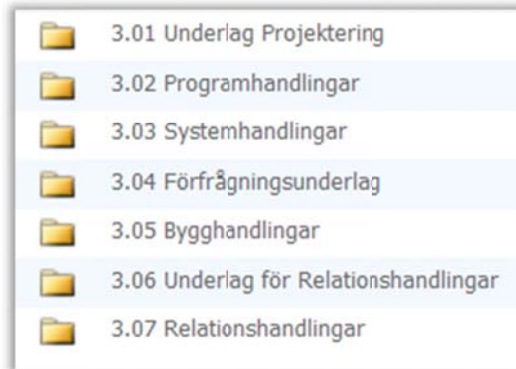 3.01 Underlag Projektering
3.02 Programhandlingar
3.03 Systemhandlingar
3.04 Förfrågningsunderlag
3.05 Bygghandlingar
3.06 Underlag för Relationshandlingar
3.07 Relationshandlingar